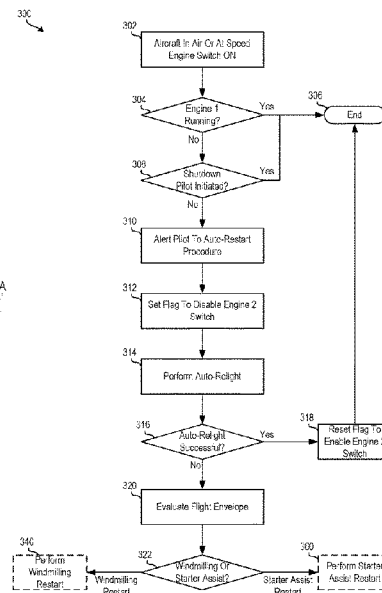 300
302
Aircraft In Air Or At Speed
Engine Switch ON
304
Engine 1
Running?
Yes
306
End
No
308
Shutdown
Pilot Initiated?
Yes
No
310
Alert Pilot To Auto-Restart
Procedure
312
Set Flag To Disable Engine 2
Switch
A
314
Perform Auto-Relight
316
Auto-Relight
Successful?
Yes
318
Reset Flag To
Enable Engine 2
Switch
No
320
Evaluate Flight Envelope
340
Perform
Windmilling
Restart
Windmilling
Restart
322
Windmilling Or
Starter Assist?
Starter Assist
Restart
360
Perform Starter
Assist Restart